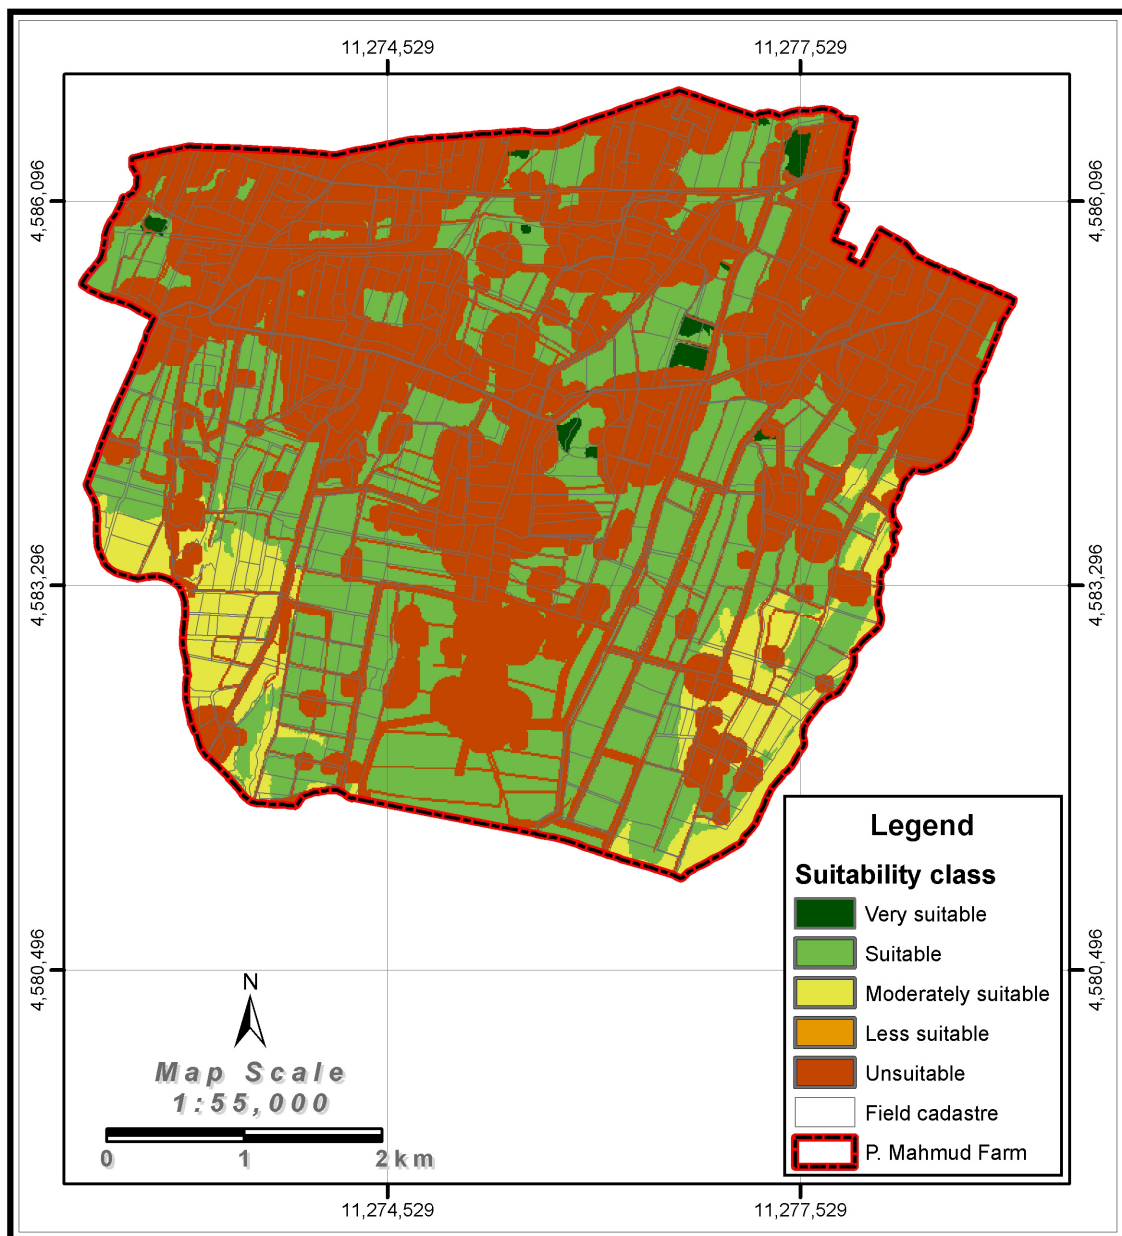 11,274,529 11,277,529
4,586,096 4,586,096
4,583,296 4,583,296
4,580,496 4,580,496
N
Map Scale
1:55,000
0 1 2 km
Legend
Suitability class
Very suitable
Suitable
Moderately suitable
Less suitable
Unsuitable
Field cadastre
P. Mahmud Farm
11,274,529 11,277,529